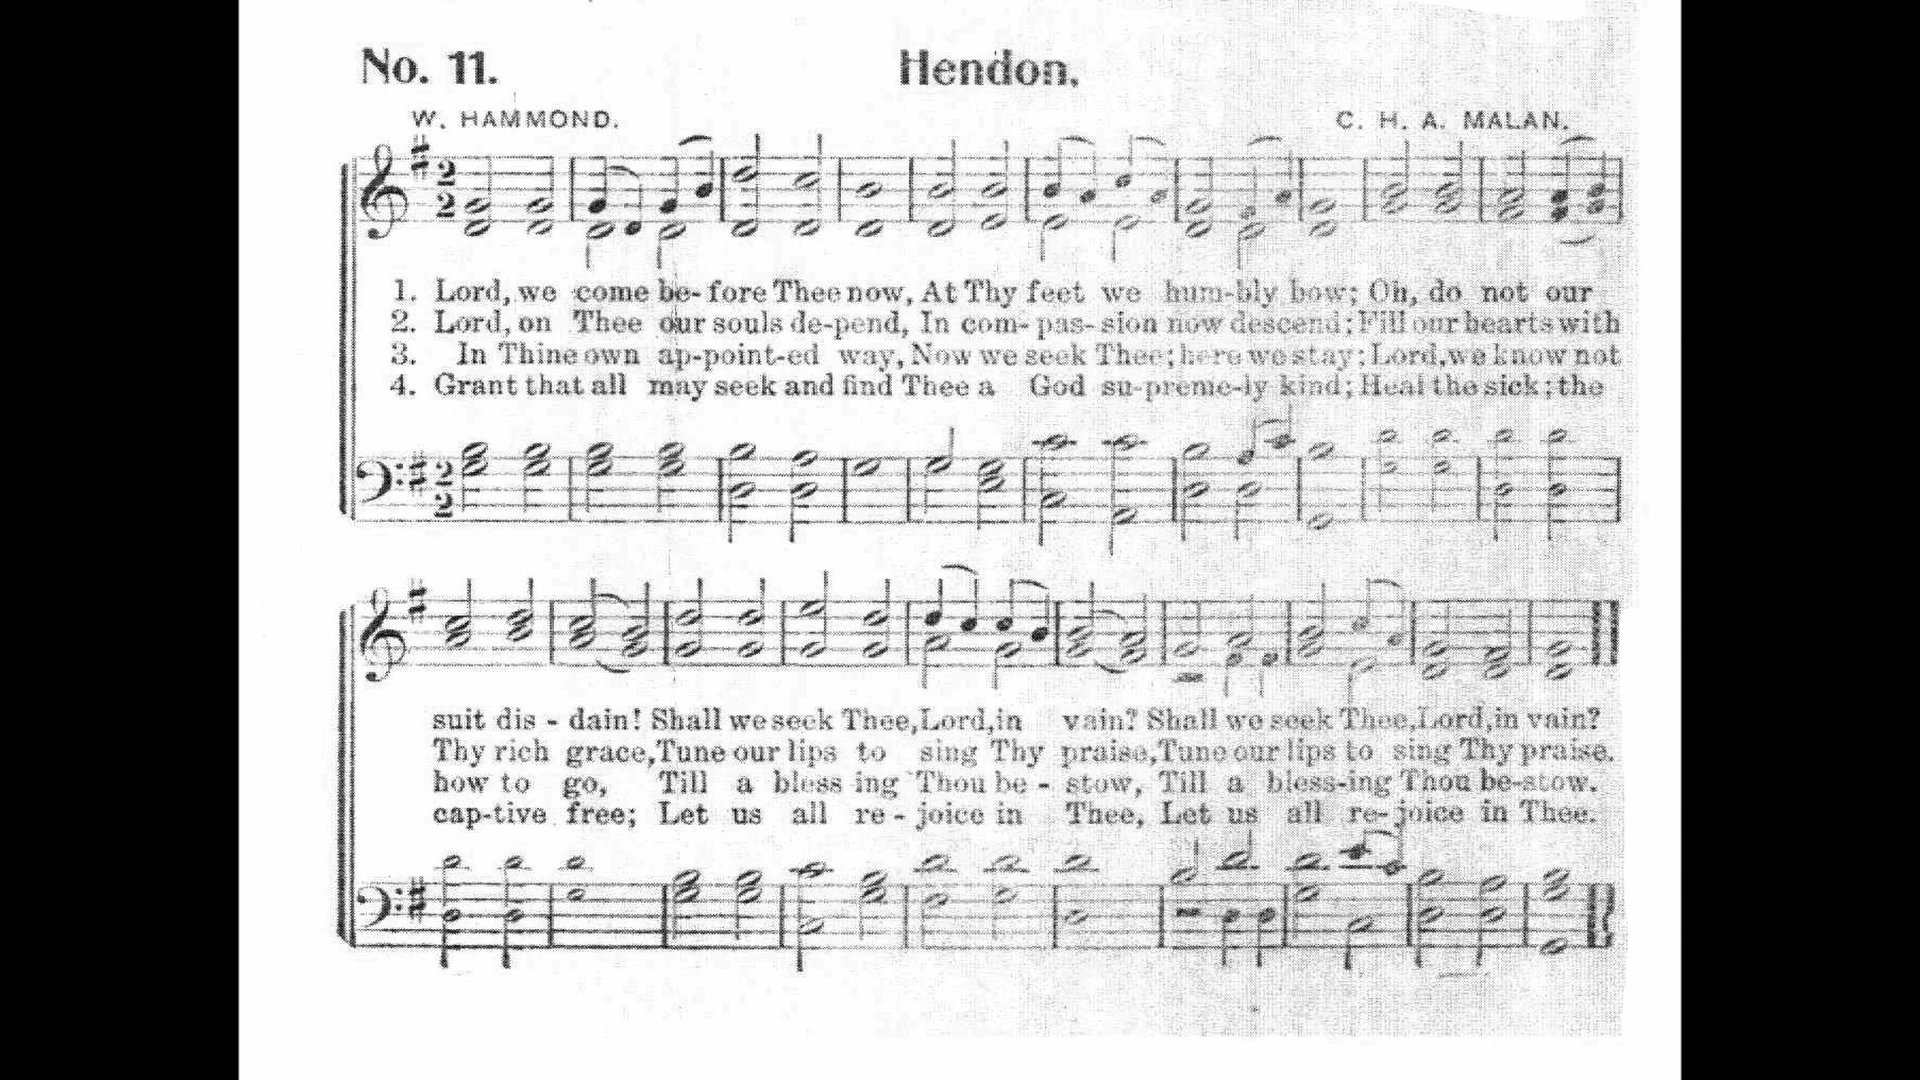 No. 11. Hendon.
W. HAMMOND. C. H. A. MALAN.
1. Lord, we come be- fore Thee now, At Thy feet we hum-bly bow; Oh, do not our
2. Lord, on Thee our souls de-pend, In com- pas- sion now descend; Fill our hearts with
3. In Thine own ap-point-ed way, Now we seek Thee; here we stay; Lord, we know not
4. Grant that all may seek and find Thee a God su-preme-ly kind; Heal the sick; the
suit dis - dain! Shall we seek Thee, Lord, in vain? Shall we seek Thee, Lord, in vain?
Thy rich grace, Tune our lips to sing Thy praise, Tune our lips to sing Thy praise.
how to go, Till a bless ing Thou be - stow, Till a bless-ing Thou be-stow.
cap-tive free; Let us all re - joice in Thee, Let us all re-joice in Thee.